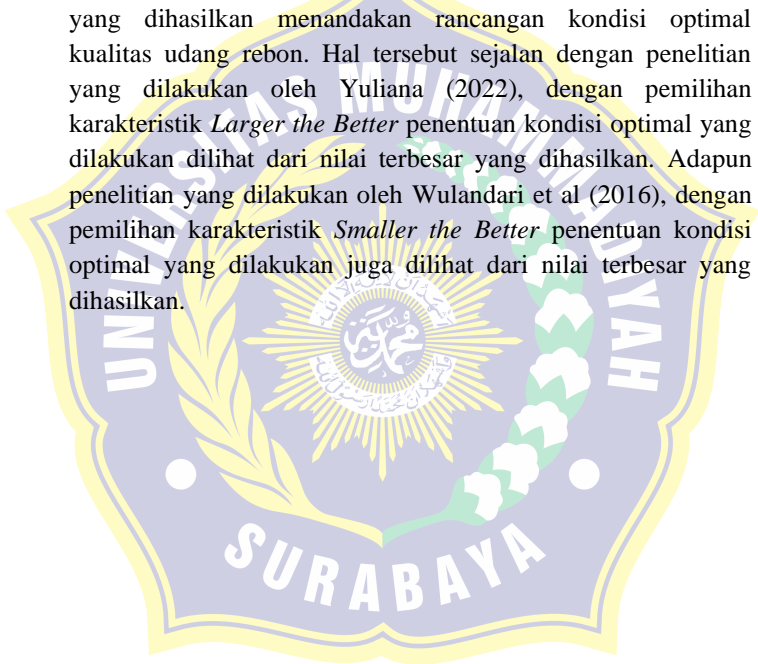 yang dihasilkan menandakan rancangan kondisi optimal
kualitas udang rebon. Hal tersebut sejalan dengan penelitian
yang dilakukan oleh Yuliana (2022), dengan pemilihan
karakteristik Larger the Better penentuan kondisi optimal yang
dilakukan dilihat dari nilai terbesar yang dihasilkan. Adapun
penelitian yang dilakukan oleh Wulandari et al (2016), dengan
pemilihan karakteristik Smaller the Better penentuan kondisi
optimal yang dilakukan juga dilihat dari nilai terbesar yang
dihasilkan.
UNIVERSITAS MUHAMMADIYAH
SURABAYA